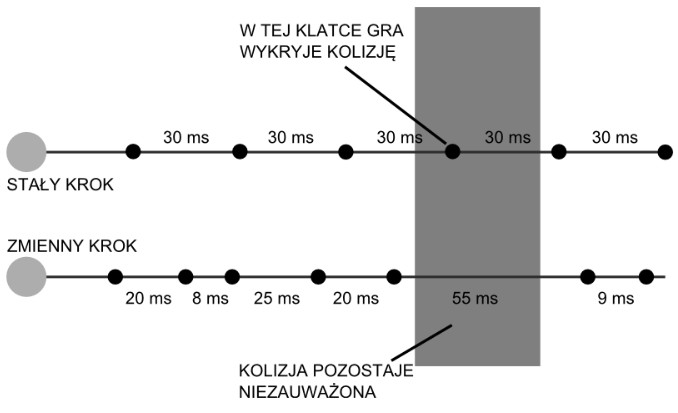 W TEJ KLATCE GRA
WYKRYJE KOLIZJĘ
30 ms 30 ms 30 ms 30 ms 30 ms
STAŁY KROK
ZMIENNY KROK
20 ms 8 ms 25 ms 20 ms 55 ms 9 ms
KOLIZJA POZOSTAJE
NIEZAUWAŻONA